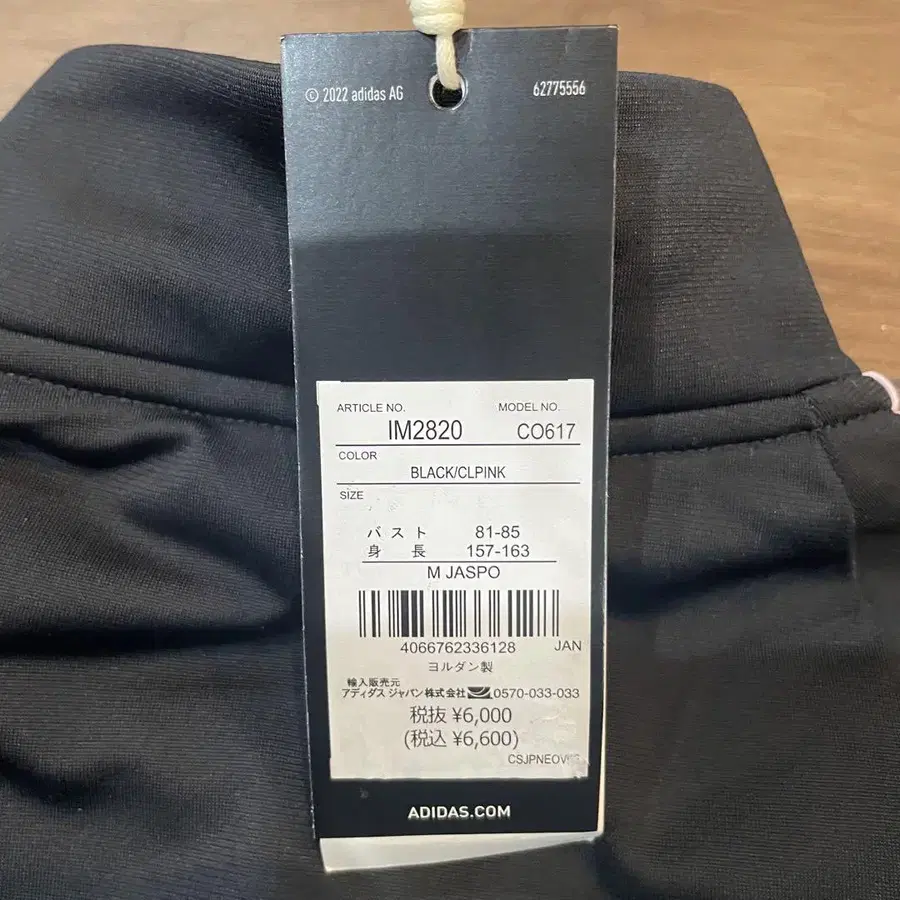 © 2022 adidas AG 62775556
ARTICLE NO. MODEL NO.
IM2820 CO617
COLOR
BLACK/CLPINK
SIZE
バスト 81-85
身長 157-163
M JASPO
4066762336128 JAN
ヨルダン製
輸入販売元
アディダス ジャパン株式会社 0570-033-033
税抜 ¥6,000
(税込 ¥6,600)
ADIDAS.COM